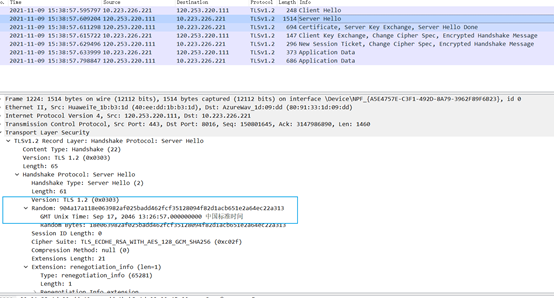 o. Time Source Destination Protocol Length Info
2021-11-09 15:38:57.595797 10.223.226.221 120.253.220.111 TLSv1.2 248 Client Hello
2021-11-09 15:38:57.609204 120.253.220.111 10.223.226.221 TLSv1.2 1514 Server Hello
2021-11-09 15:38:57.611298 120.253.220.111 10.223.226.221 TLSv1.2 694 Certificate, Server Key Exchange, Server Hello Done
2021-11-09 15:38:57.615722 10.223.226.221 120.253.220.111 TLSv1.2 147 Client Key Exchange, Change Cipher Spec, Encrypted Handshake Message
2021-11-09 15:38:57.629496 120.253.220.111 10.223.226.221 TLSv1.2 296 New Session Ticket, Change Cipher Spec, Encrypted Handshake Message
2021-11-09 15:38:57.633999 10.223.226.221 120.253.220.111 TLSv1.2 373 Application Data
2021-11-09 15:38:57.798847 120.253.220.111 10.223.226.221 TLSv1.2 686 Application Data
Frame 1224: 1514 bytes on wire (12112 bits), 1514 bytes captured (12112 bits) on interface \Device\NPF_{A5E4757E-C3F1-492D-8A79-3962F89F6B23}, id 0
Ethernet II, Src: HuaweiTe_1b:b3:1d (40:ee:dd:1b:b3:1d), Dst: AzureWav_1d:09:dd (80:91:33:1d:09:dd)
Internet Protocol Version 4, Src: 120.253.220.111, Dst: 10.223.226.221
Transmission Control Protocol, Src Port: 443, Dst Port: 8016, Seq: 150801645, Ack: 3147986890, Len: 1460
Transport Layer Security
TLSv1.2 Record Layer: Handshake Protocol: Server Hello
Content Type: Handshake (22)
Version: TLS 1.2 (0x0303)
Length: 65
Handshake Protocol: Server Hello
Handshake Type: Server Hello (2)
Length: 61
Version: TLS 1.2 (0x0303)
Random: 904a17a118e063982af025badd462fcf35128094f82d1acb651e2a64ec22a313
GMT Unix Time: Sep 17, 2046 13:26:57.000000000 中国标准时间
Random Bytes: 18e063982af025badd462fcf35128094f82d1acb651e2a64ec22a313
Session ID Length: 0
Cipher Suite: TLS_ECDHE_RSA_WITH_AES_128_GCM_SHA256 (0xc02f)
Compression Method: null (0)
Extensions Length: 21
Extension: renegotiation_info (len=1)
Type: renegotiation_info (65281)
Length: 1
Renegotiation Info extension